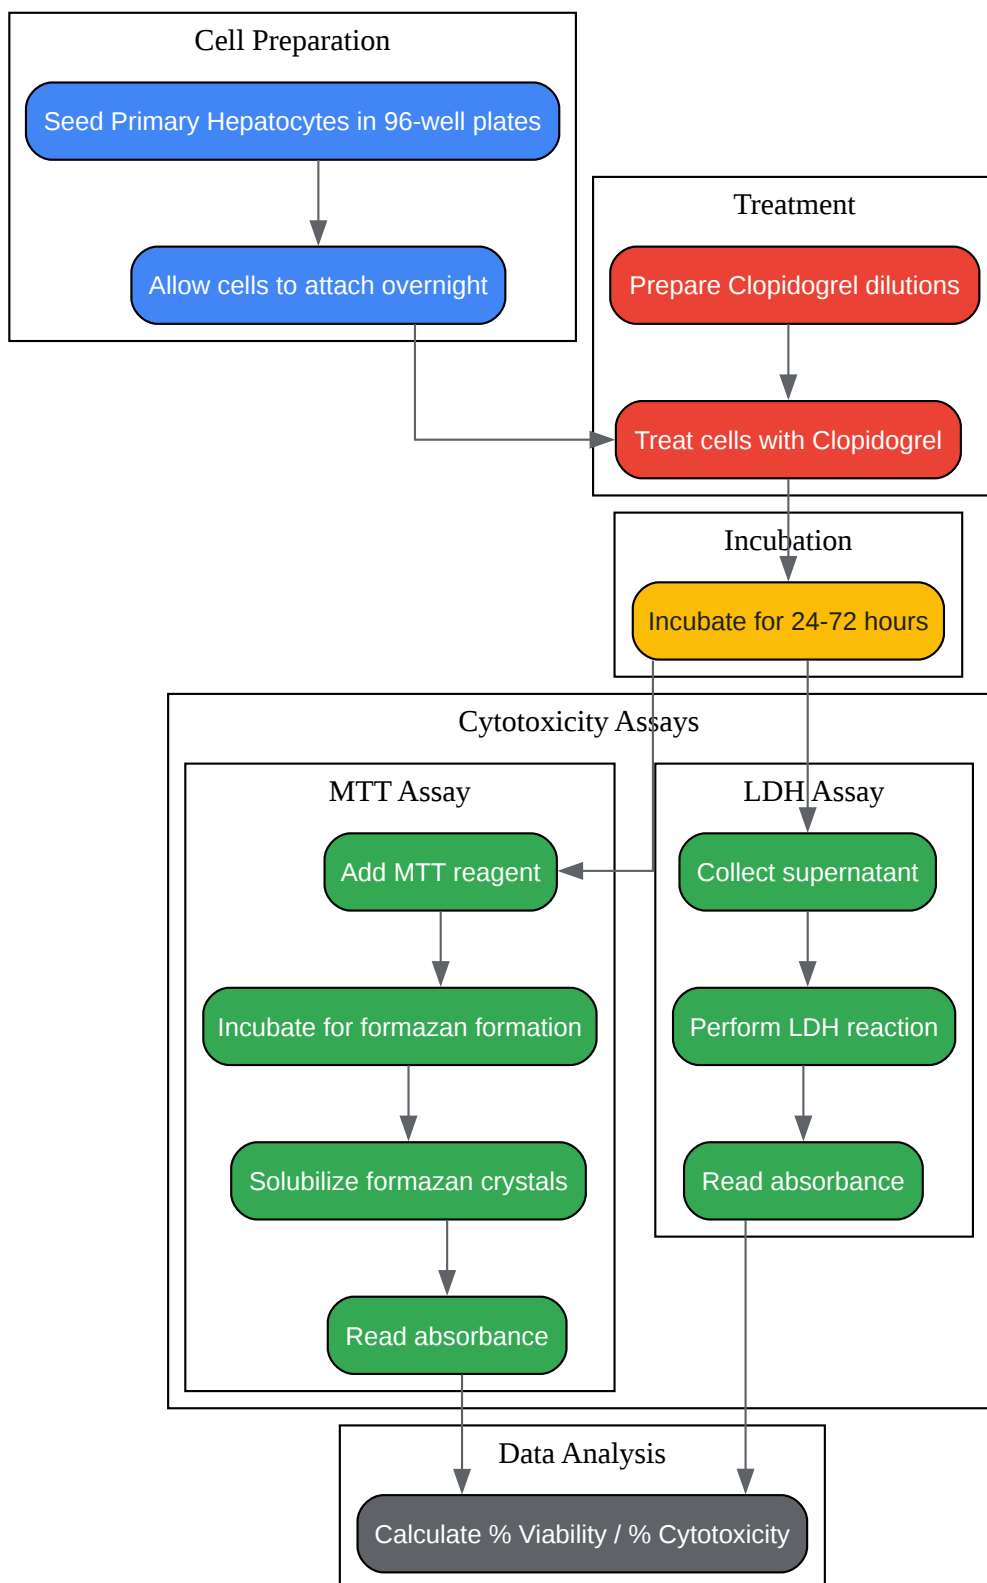 Cell Preparation
Seed Primary Hepatocytes in 96-well plates
Allow cells to attach overnight
Treatment
Prepare Clopidogrel dilutions
Treat cells with Clopidogrel
Incubation
Incubate for 24-72 hours
Cytotoxicity Assays
MTT Assay
Add MTT reagent
Incubate for formazan formation
Solubilize formazan crystals
Read absorbance
LDH Assay
Collect supernatant
Perform LDH reaction
Read absorbance
Data Analysis
Calculate % Viability / % Cytotoxicity